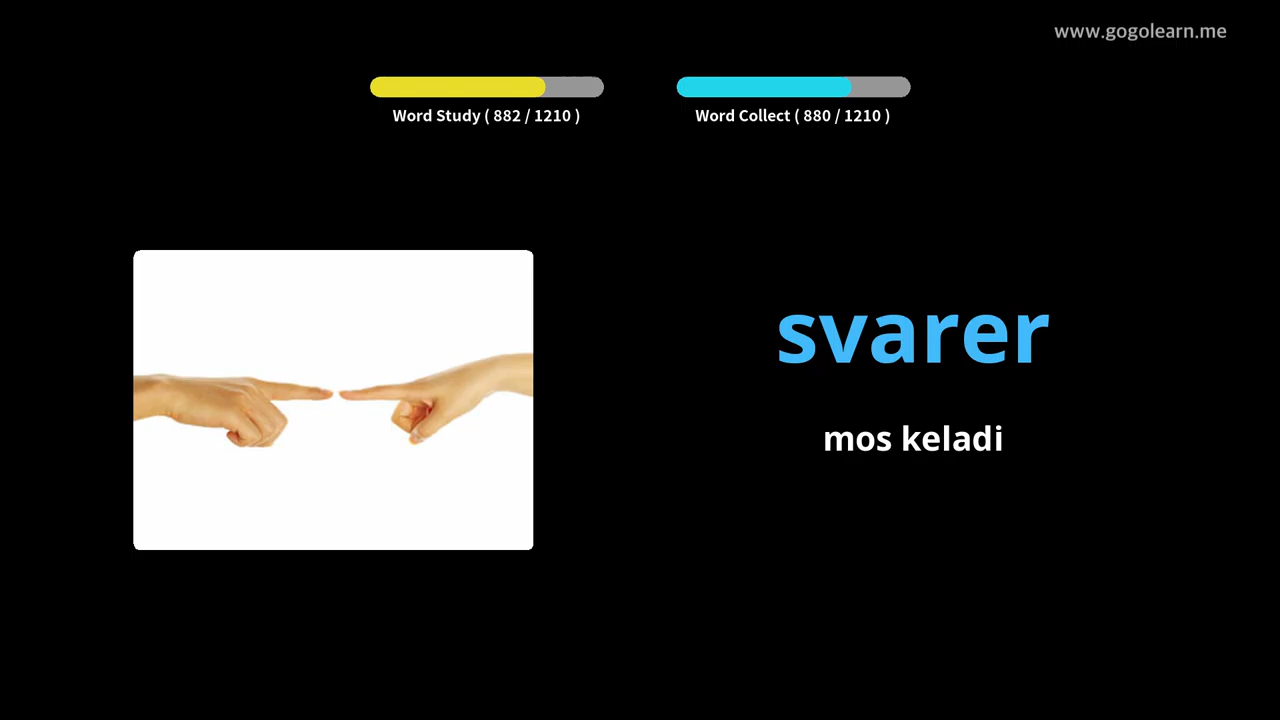 www.gogolearn.me
Word Study ( 882 / 1210 )
Word Collect ( 880 / 1210 )
svarer
mos keladi